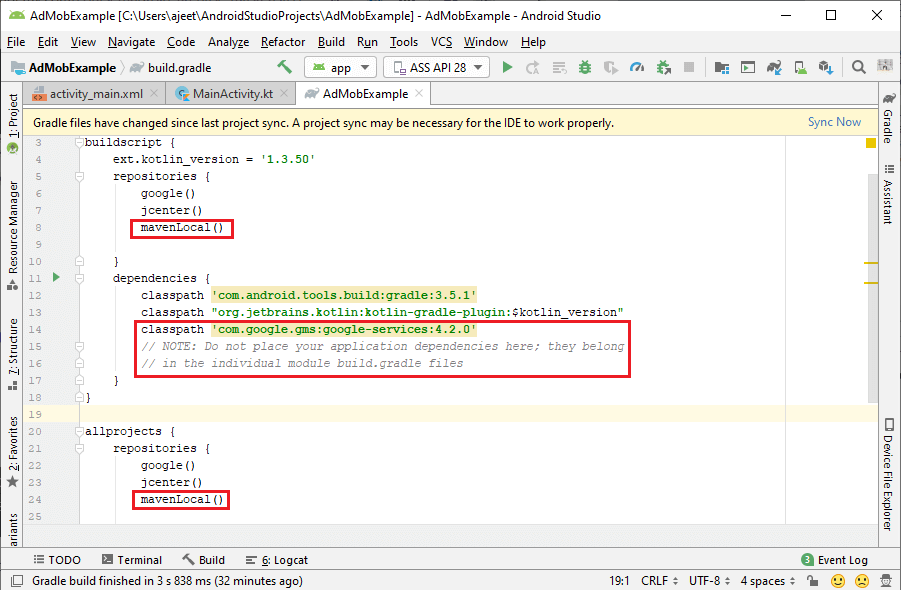 AdMobExample [C:\Users\ajeet\AndroidStudioProjects\AdMobExample] - AdMobExample - Android Studio
File Edit View Navigate Code Analyze Refactor Build Run Tools VCS Window Help
AdMobExample build.gradle app ASS API 28
activity_main.xml MainActivity.kt AdMobExample
Gradle files have changed since last project sync. A project sync may be necessary for the IDE to work properly. Sync Now
3 buildscript {
4 ext.kotlin_version = '1.3.50'
5 repositories {
6 google()
7 jcenter()
8 mavenLocal()
9
10 }
11 dependencies {
12 classpath 'com.android.tools.build:gradle:3.5.1'
13 classpath "org.jetbrains.kotlin:kotlin-gradle-plugin:$kotlin_version"
14 classpath 'com.google.gms:google-services:4.2.0'
15 // NOTE: Do not place your application dependencies here; they belong
16 // in the individual module build.gradle files
17 }
18 }
19
20 allprojects {
21 repositories {
22 google()
23 jcenter()
24 mavenLocal()
25
1: Project
Resource Manager
7: Structure
2: Favorites
ariants
Gradle
Assistant
Device File Explorer
TODO Terminal Build 6: Logcat 3 Event Log
Gradle build finished in 3 s 838 ms (32 minutes ago) 19:1 CRLF UTF-8 4 spaces